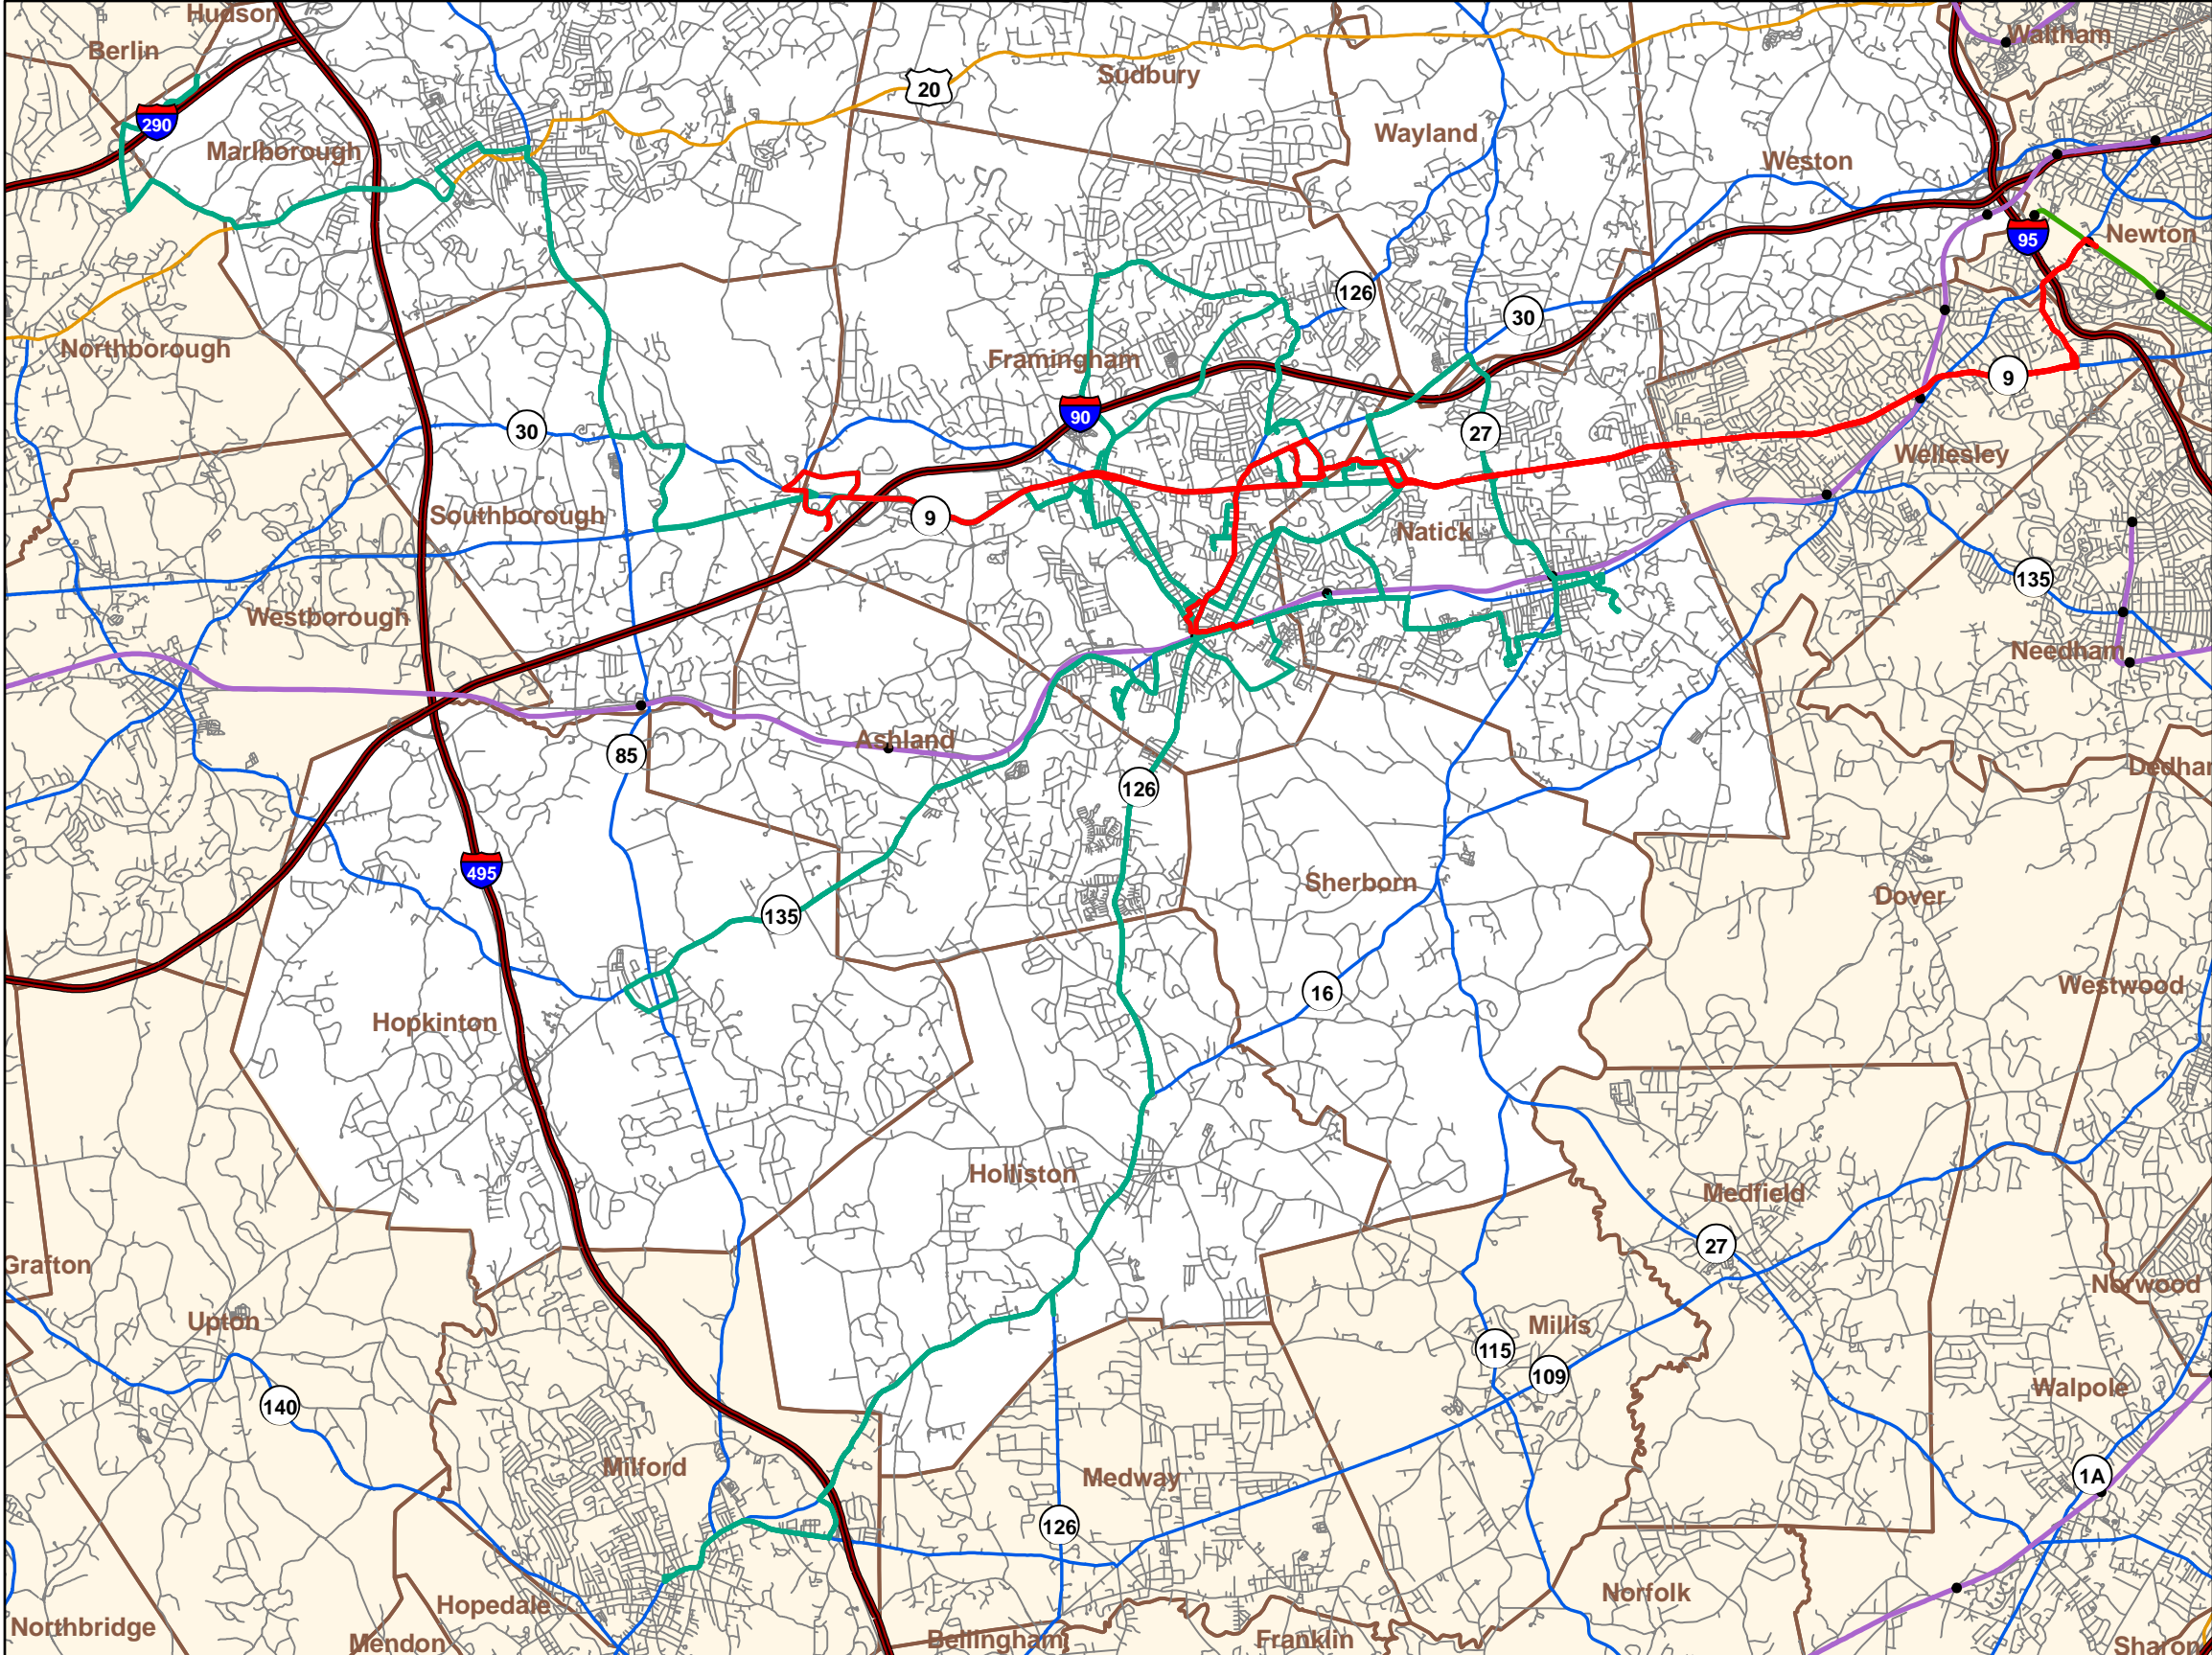 Hudson
Berlin
Waltham
20
Sudbury
290
Marlborough
Wayland
Weston
Newton
95
126
30
Northborough
Framingham
9
90
30
27
Wellesley
Southborough
9
Natick
135
Westborough
Needham
Ashland
85
126
Dedham
495
Sherborn
Dover
135
16
Westwood
Hopkinton
Holliston
Medfield
27
Grafton
Norwood
Upton
Millis
115
109
Walpole
140
Milford
Medway
1A
126
Hopedale
Norfolk
Northbridge
Mendon
Bellingham
Franklin
Sharon